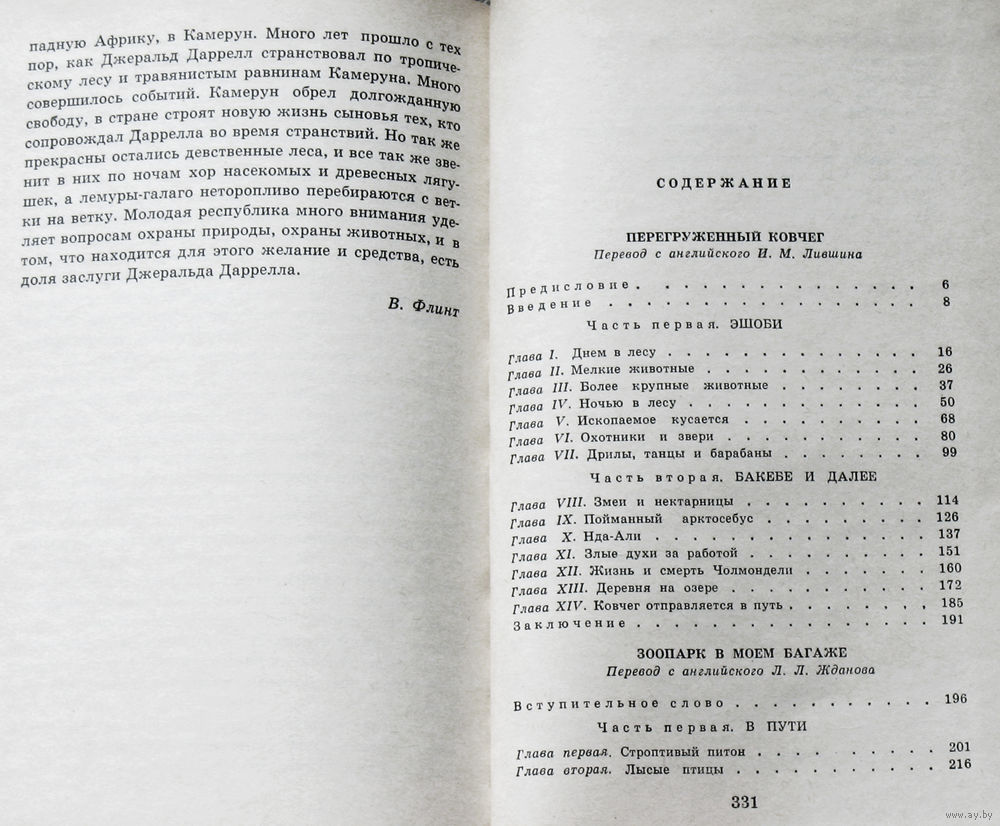 падную Африку, в Камерун. Много лет прошло с тех
пор, как Джеральд Даррелл странствовал по тропиче-
скому лесу и травянистым равнинам Камеруна. Много
совершилось событий. Камерун обрел долгожданную
свободу, в стране строят новую жизнь сыновья тех, кто
сопровождал Даррелла во время странствий. Но так же
прекрасны остались девственные леса, и все так же зве-
нит в них по ночам хор насекомых и древесных лягу-
шек, а лемуры-галаго неторопливо перебираются с вет-
ки на ветку. Молодая республика много внимания уде-
ляет вопросам охраны природы, охраны животных, и в
том, что находится для этого желание и средства, есть
доля заслуги Джеральда Даррелла.
В. Флинт
СОДЕРЖАНИЕ
ПЕРЕГРУЖЕННЫЙ КОВЧЕГ
Перевод с английского И. М. Лившина
Предисловие . . . . . . . . . . . . . . . 6
Введение . . . . . . . . . . . . . . . . 8
Часть первая. ЭШОБИ
Глава I. Днем в лесу . . . . . . . . . . . . . . 16
Глава II. Мелкие животные . . . . . . . . . . . . 26
Глава III. Более крупные животные . . . . . . . . 37
Глава IV. Ночью в лесу . . . . . . . . . . . . . 50
Глава V. Ископаемое кусается . . . . . . . . . . 68
Глава VI. Охотники и звери . . . . . . . . . . . 80
Глава VII. Дрилы, танцы и барабаны . . . . . . . . 99
Часть вторая. БАКЕБЕ И ДАЛЕЕ
Глава VIII. Змеи и нектарницы . . . . . . . . . . 114
Глава IX. Пойманный арктосебус . . . . . . . . . 126
Глава X. Нда-Али . . . . . . . . . . . . . . 137
Глава XI. Злые духи за работой . . . . . . . . . . 151
Глава XII. Жизнь и смерть Чолмондели . . . . . . . 160
Глава XIII. Деревня на озере . . . . . . . . . . . 172
Глава XIV. Ковчег отправляется в путь . . . . . . . . 185
Заключение . . . . . . . . . . . . . . . . 191
ЗООПАРК В МОЕМ БАГАЖЕ
Перевод с английского Л. Л. Жданова
Вступительное слово . . . . . . . . . . . 196
Часть первая. В ПУТИ
Глава первая. Строптивый питон . . . . . . . . . . 201
Глава вторая. Лысые птицы . . . . . . . . . . . . 216
331
www.ay.by